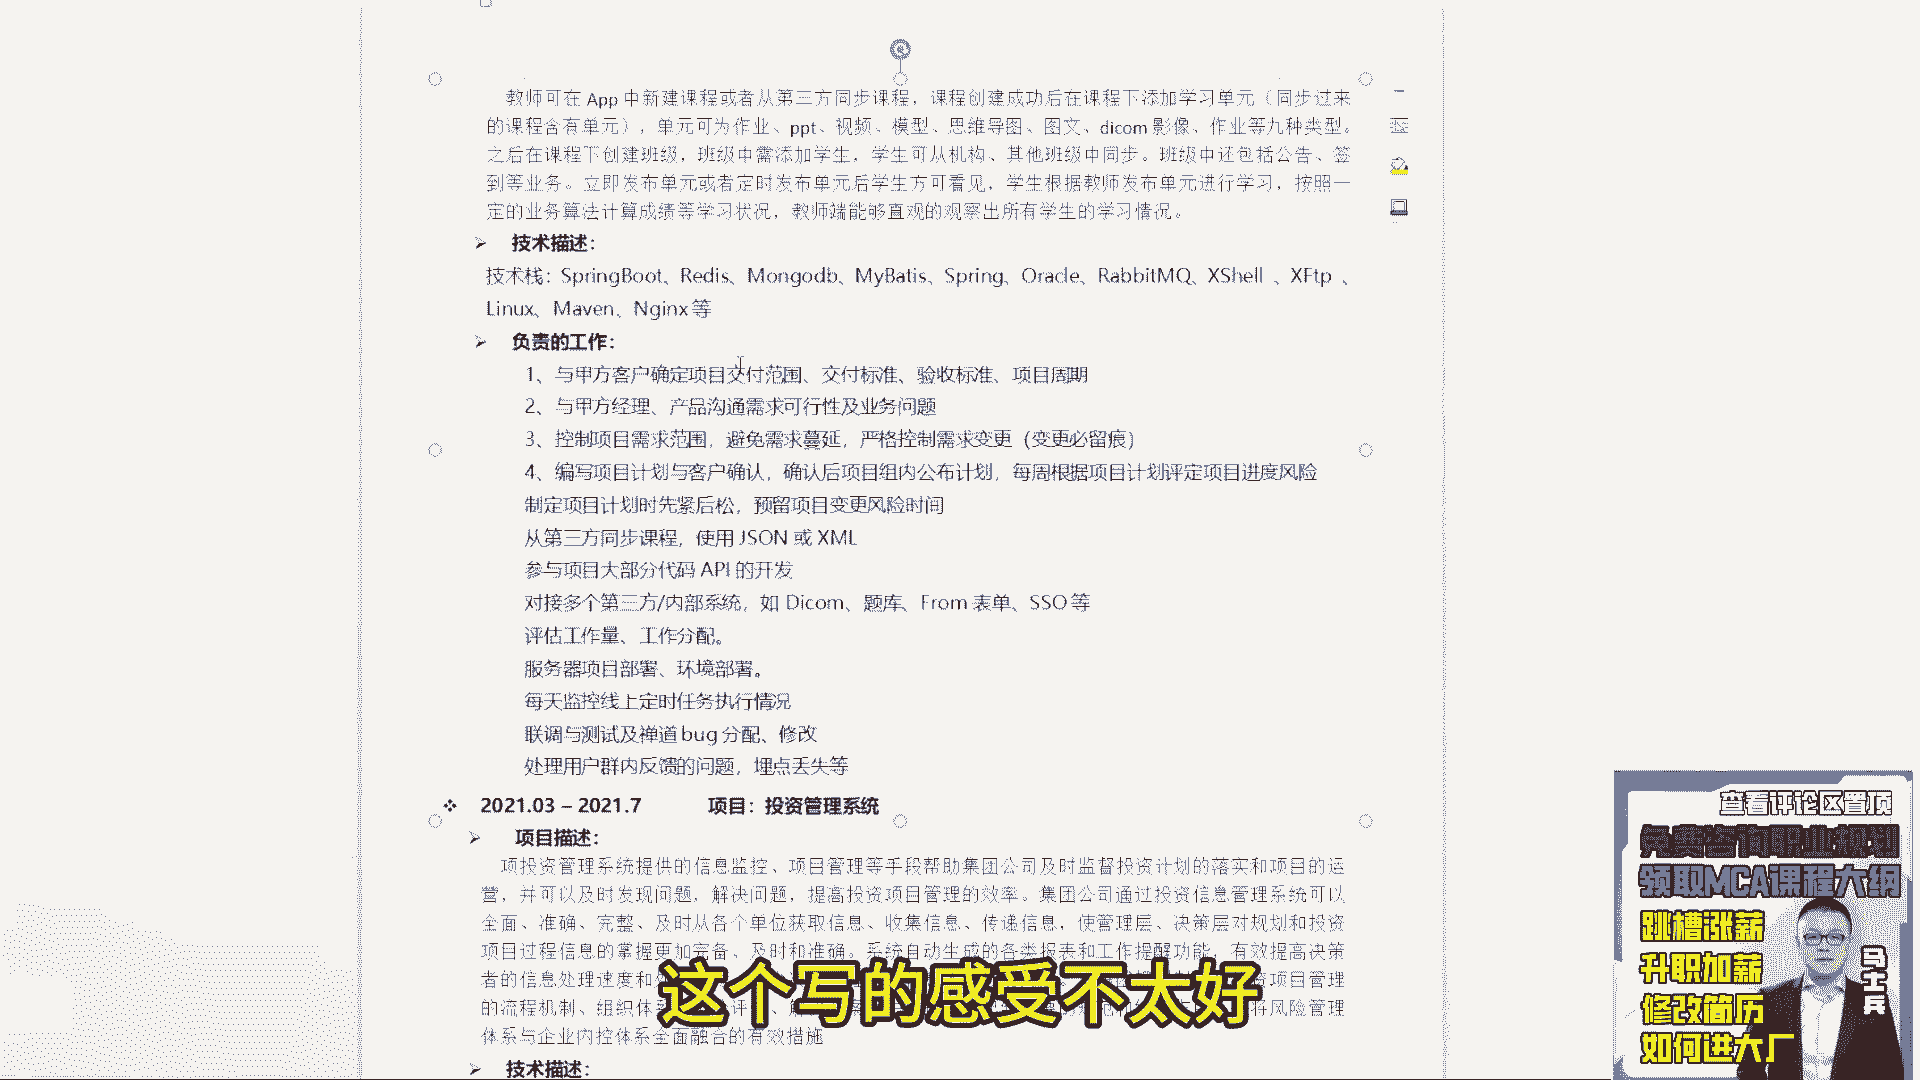 教师可在 App 中新建课程或者从第三方同步课程，课程创建成功后在课程下添加学习单元（同步过来
的课程含有单元），单元可为作业、ppt、视频、模型、思维导图、图文、dicom 影像、作业等九种类型。
之后在课程下创建班级，班级中需添加学生，学生可从机构、其他班级中同步。班级中还包括公告、签
到等业务。立即发布单元或者定时发布单元后学生方可看见，学生根据教师发布单元进行学习，按照一
定的业务算法计算成绩等学习状况，教师端能够直观的观察出所有学生的学习情况。
➢ 技术描述：
技术栈：SpringBoot、Redis、Mongodb、MyBatis、Spring、Oracle、RabbitMQ、XShell 、XFtp 、
Linux、Maven、Nginx 等
➢ 负责的工作：
1、与甲方客户确定项目交付范围、交付标准、验收标准、项目周期
2、与甲方经理、产品沟通需求可行性及业务问题
3、控制项目需求范围，避免需求蔓延，严格控制需求变更（变更必留痕）
4、编写项目计划与客户确认，确认后项目组内公布计划，每周根据项目计划评定项目进度风险
制定项目计划时先紧后松，预留项目变更风险时间
从第三方同步课程，使用 JSON 或 XML
参与项目大部分代码 API 的开发
对接多个第三方/内部系统，如 Dicom、题库、From 表单、SSO 等
评估工作量、工作分配。
服务器项目部署、环境部署。
每天监控线上定时任务执行情况
联调与测试及禅道 bug 分配、修改
处理用户群内反馈的问题，埋点丢失等
❖ 2021.03 – 2021.7 项目：投资管理系统
➢ 项目描述：
项投资管理系统提供的信息监控、项目管理等手段帮助集团公司及时监督投资计划的落实和项目的运
营，并可以及时发现问题，解决问题，提高投资项目管理的效率。集团公司通过投资信息管理系统可以
全面、准确、完整、及时从各个单位获取信息、收集信息、传递信息，使管理层、决策层对规划和投资
项目过程信息的掌握更加完备、及时和准确。系统自动生成的各类报表和工作提醒功能，有效提高决策
者的信息处理速度和 项目管理
的流程机制、组织体 将风险管理
体系与企业内控体系全面融合的有效措施
➢ 技术描述：
这个写的感受不太好
查看评论区置顶
免费咨询职业规划
领取MCA课程大纲
跳槽涨薪
升职加薪
修改简历
如何进大厂
马士兵